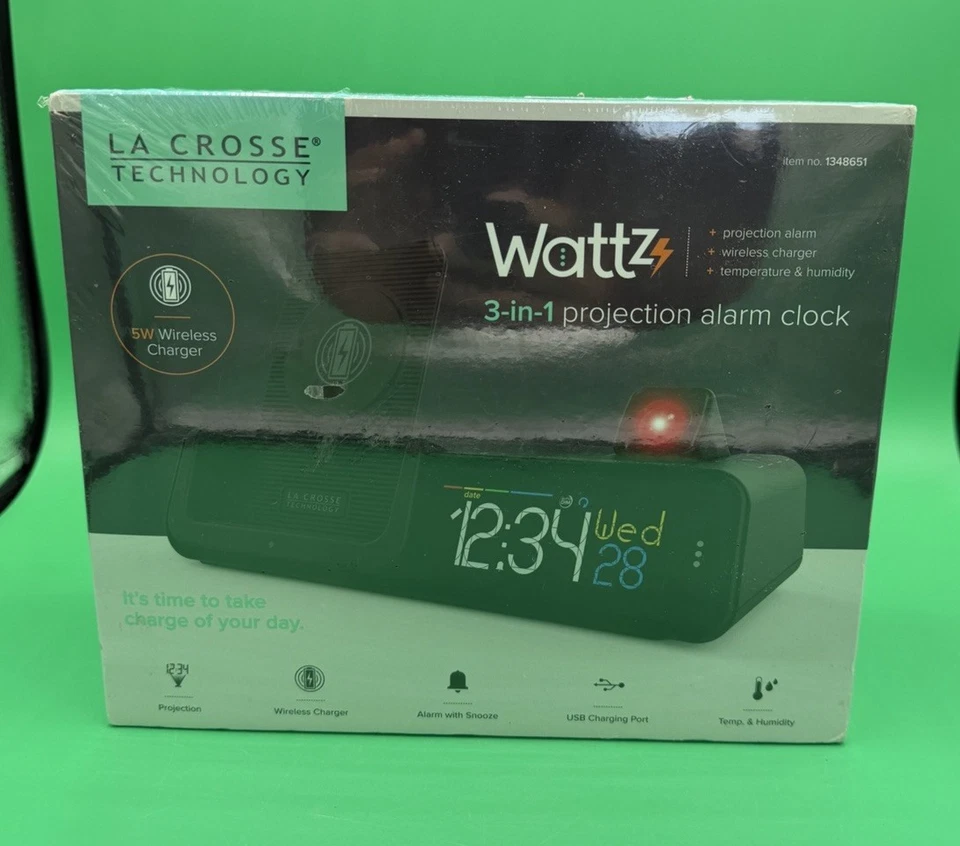 LA CROSSE®
TECHNOLOGY
item no. 1348651
Wattz
+ projection alarm
+ wireless charger
+ temperature & humidity
3-in-1 projection alarm clock
5W Wireless
Charger
LA CROSSE
TECHNOLOGY
date
12:34
Wed
28
It's time to take
charge of your day.
12:34
Projection
Wireless Charger
Alarm with Snooze
USB Charging Port
Temp. & Humidity